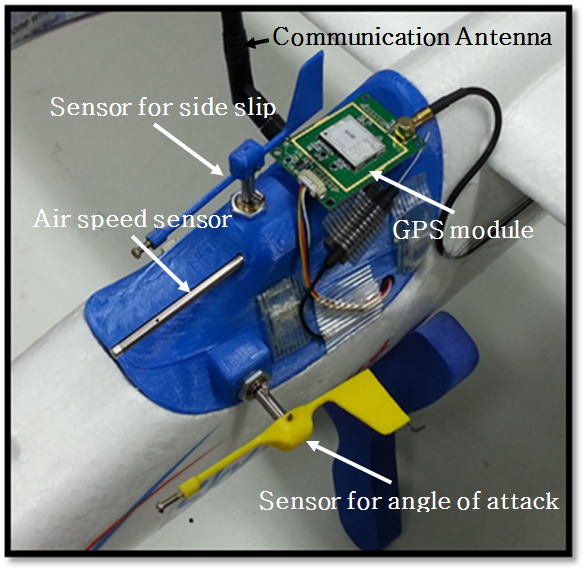 Communication Antenna
Sensor for side slip
Air speed sensor
GPS module
Sensor for angle of attack